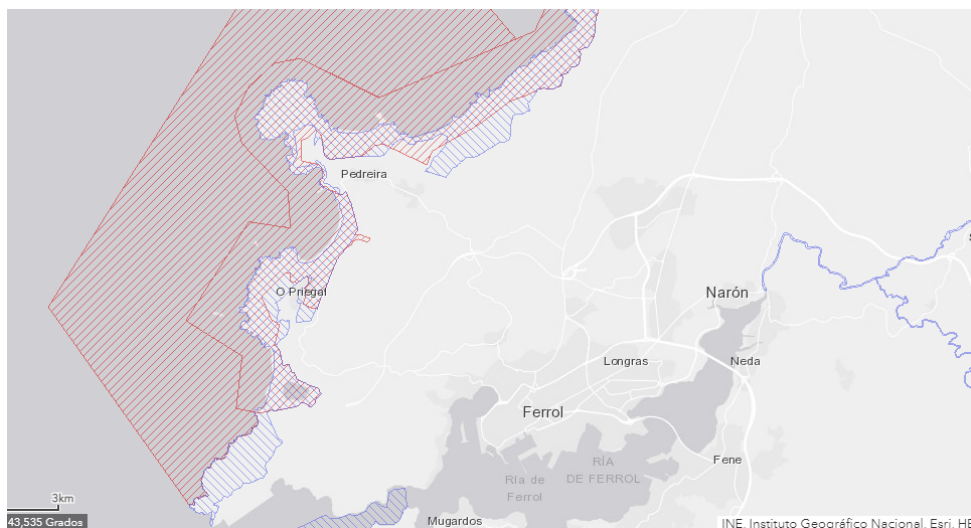 Pedreira
O Priegal
Narón
Longras
Neda
Ferrol
Fene
RÍA
DE FERROL
Ría de
Ferrol
3km
43,535 Grados
Mugardos
INE, Instituto Geográfico Nacional, Esri, HE